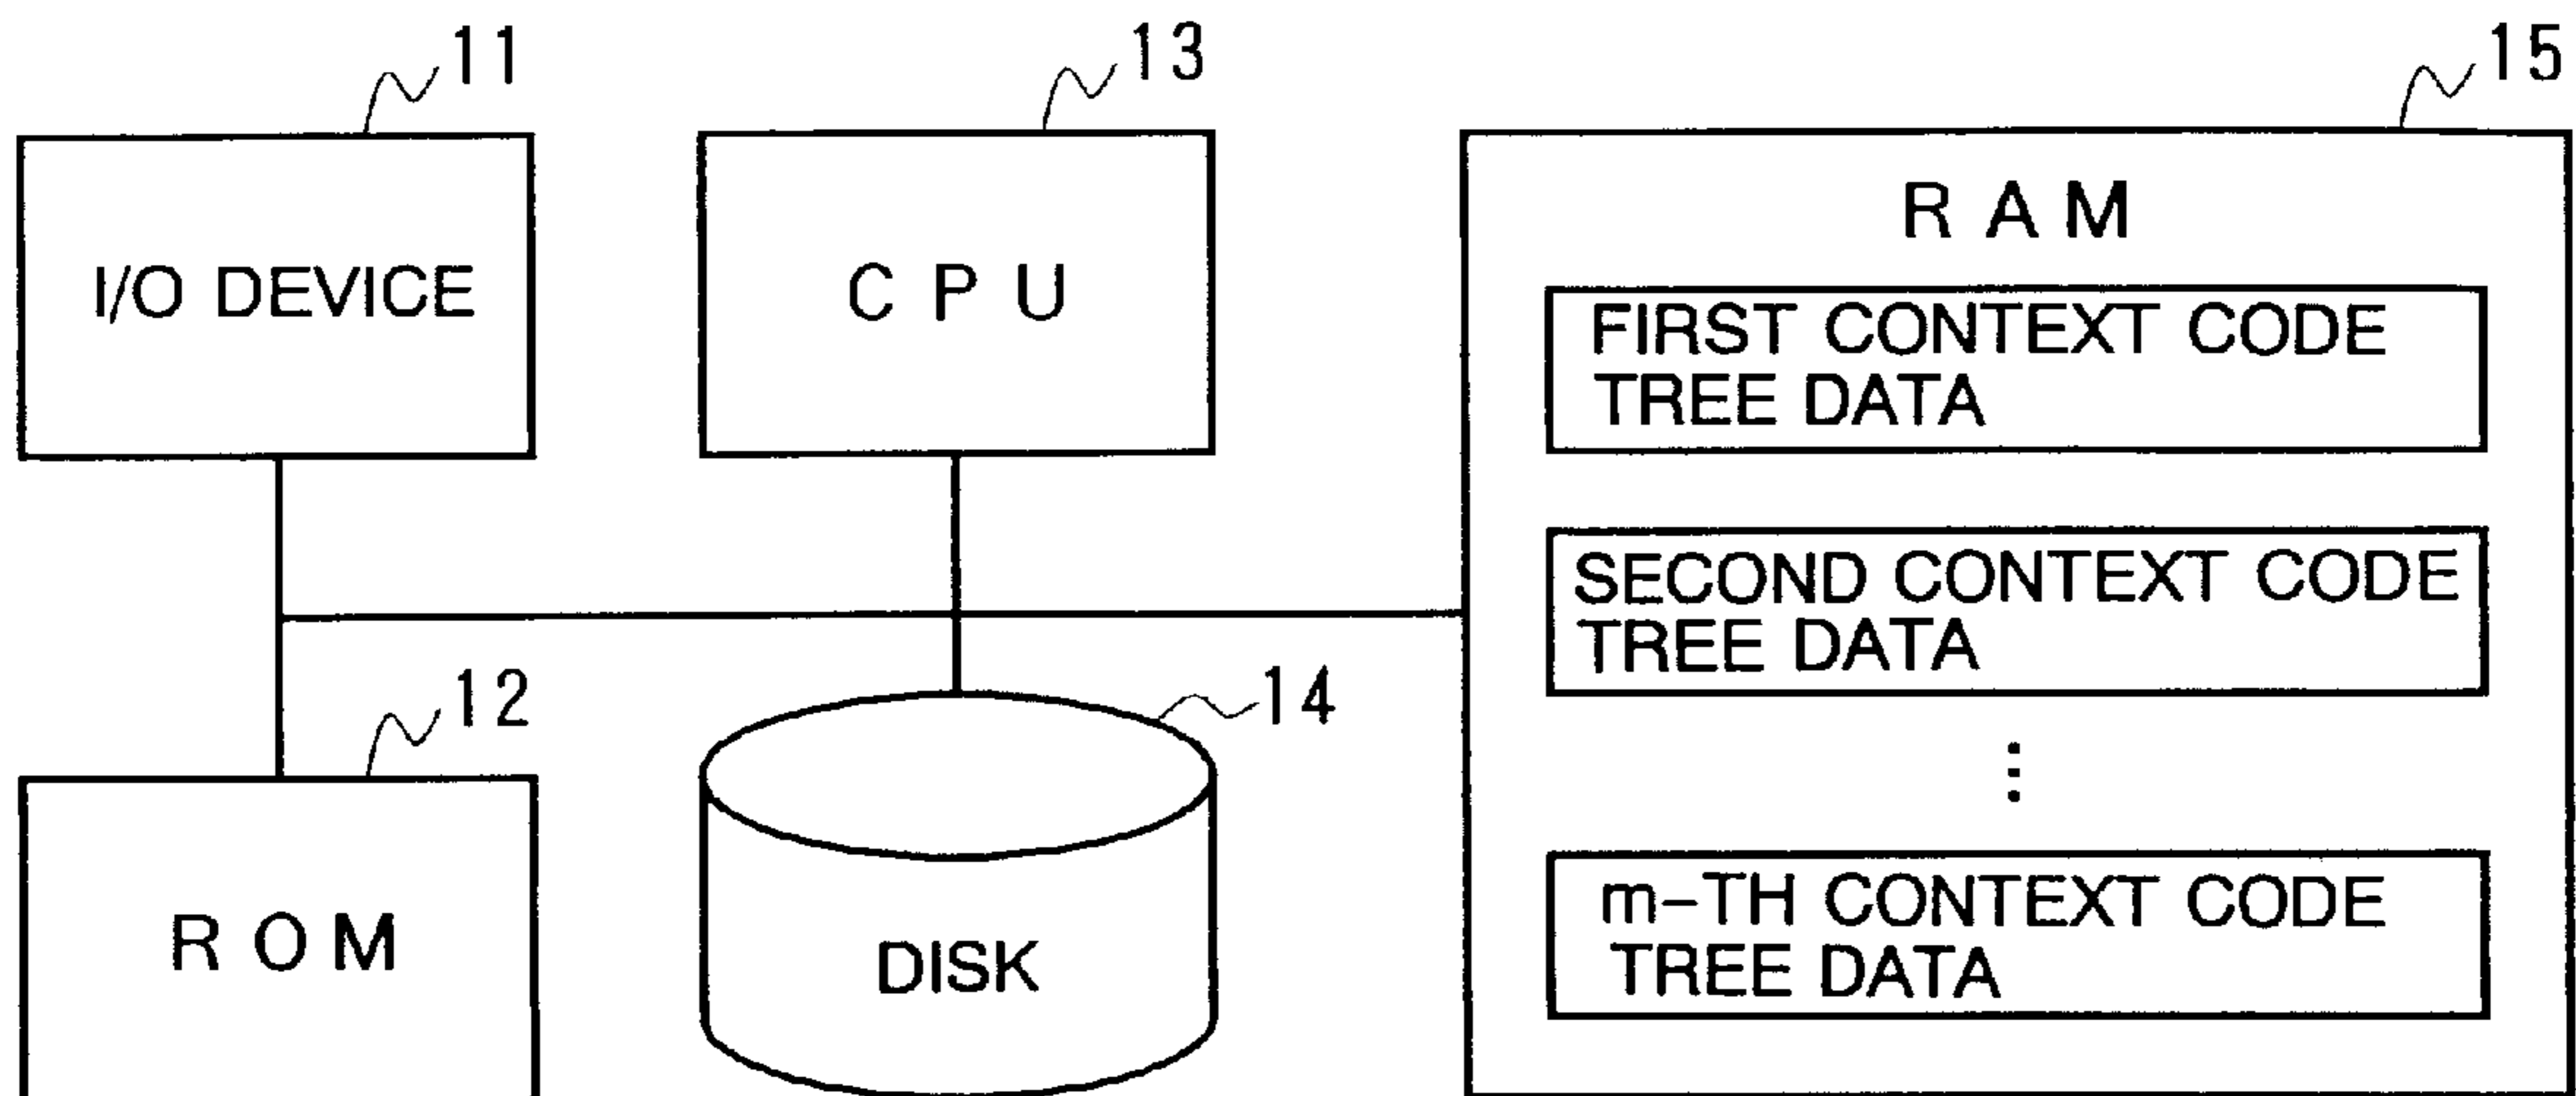 11
13
15
I/O DEVICE
C P U
R A M
FIRST CONTEXT CODE
TREE DATA
SECOND CONTEXT CODE
TREE DATA
12
14
R O M
DISK
m-TH CONTEXT CODE
TREE DATA